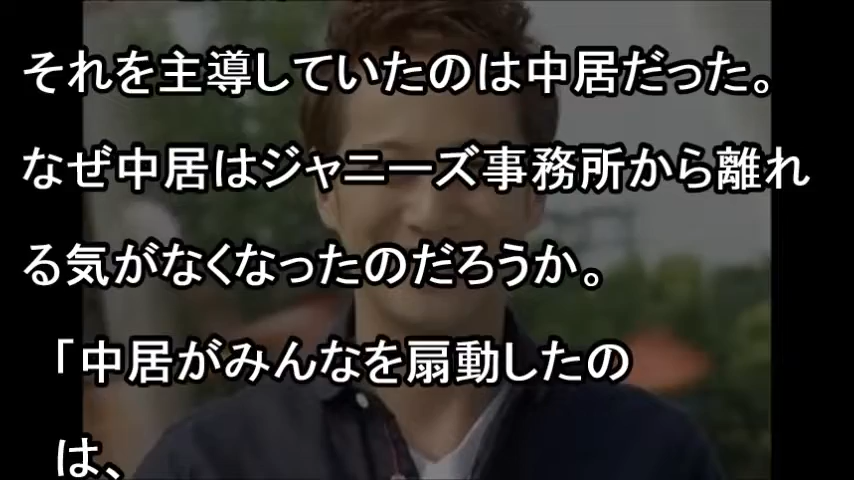 それを主導していたのは中居だった。
なぜ中居はジャニーズ事務所から離れ
る気がなくなったのだろうか。
「中居がみんなを扇動したの
は、